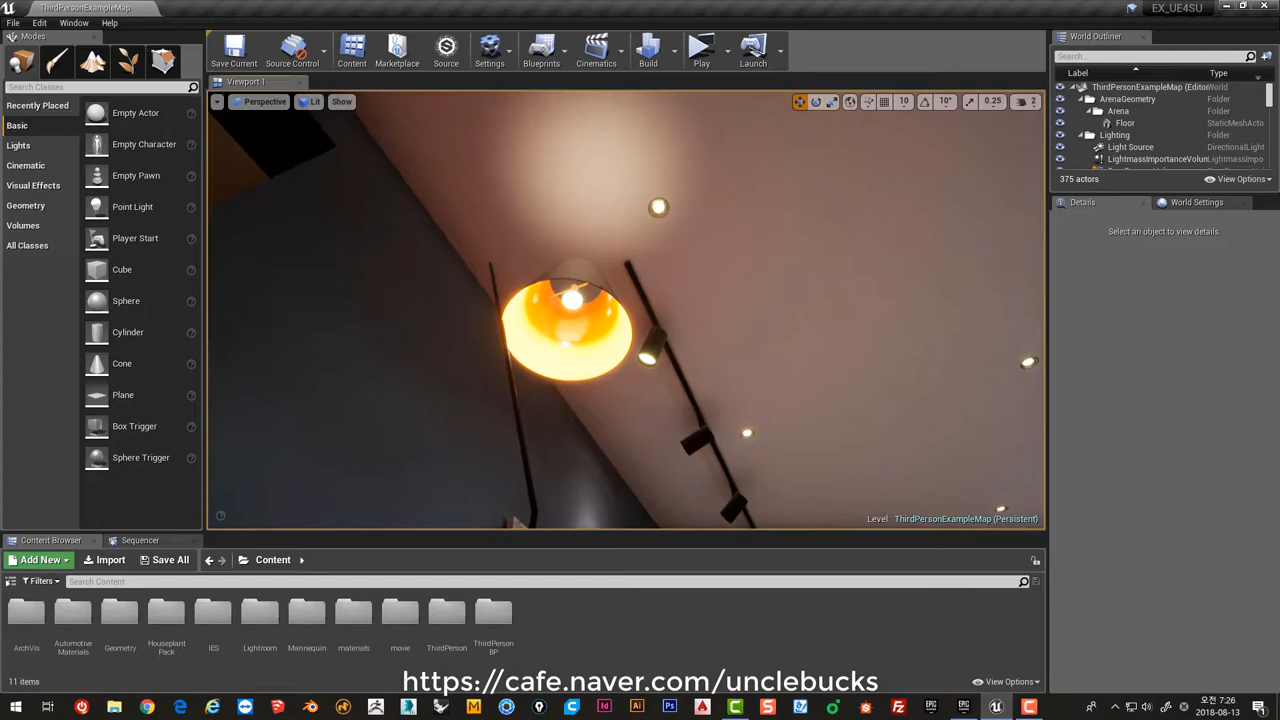 ThirdPersonExampleMap
EX_UE4SU
File Edit Window Help
Modes
Search Classes
Recently Placed
Basic
Lights
Cinematic
Visual Effects
Geometry
Volumes
All Classes
Empty Actor
Empty Character
Empty Pawn
Point Light
Player Start
Cube
Sphere
Cylinder
Cone
Plane
Box Trigger
Sphere Trigger
Save Current
Source Control
Content
Marketplace
Source
Settings
Blueprints
Cinematics
Build
Play
Launch
Viewport 1
Perspective Lit Show
10 10° 0.25 2
Level: ThirdPersonExampleMap (Persistent)
World Outliner
Search...
Label Type
ThirdPersonExampleMap (Editor World
ArenaGeometry Folder
Arena Folder
Floor StaticMeshActo
Lighting Folder
Light Source DirectionalLight
LightmassImportanceVolun LightmassImpo
375 actors View Options
Details World Settings
Select an object to view details.
Content Browser Sequencer
Add New Import Save All Content
Filters Search Content
ArchVis
Automotive Materials
Geometry
Houseplant Pack
IES
Lightroom
Mannequin
materials
movie
ThirdPerson
ThirdPerson BP
11 items View Options
https://cafe.naver.com/unclebucks
오전 7:26
2018-08-13